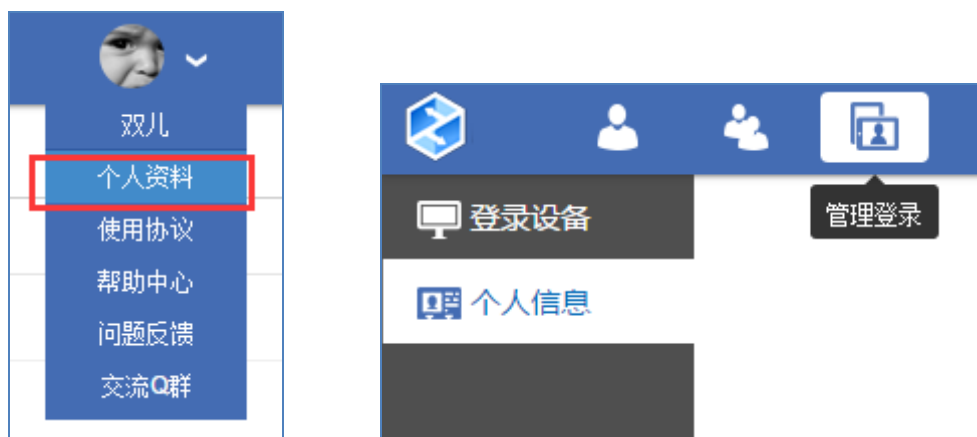 双儿
个人资料
使用协议
帮助中心
问题反馈
交流Q群
登录设备
管理登录
个人信息